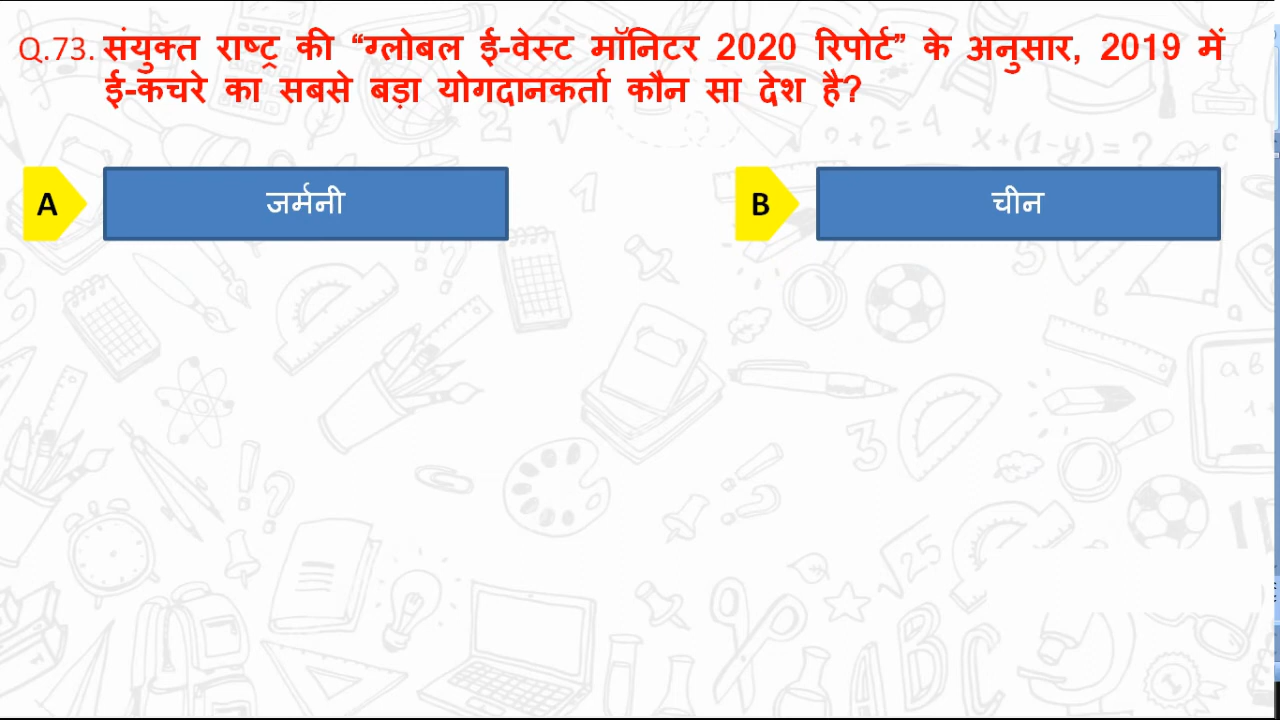 Q.73. संयुक्त राष्ट्र की “ग्लोबल ई-वेस्ट मॉनिटर 2020 रिपोर्ट” के अनुसार, 2019 में
ई-कचरे का सबसे बड़ा योगदानकर्ता कौन सा देश है?
A जर्मनी
B चीन